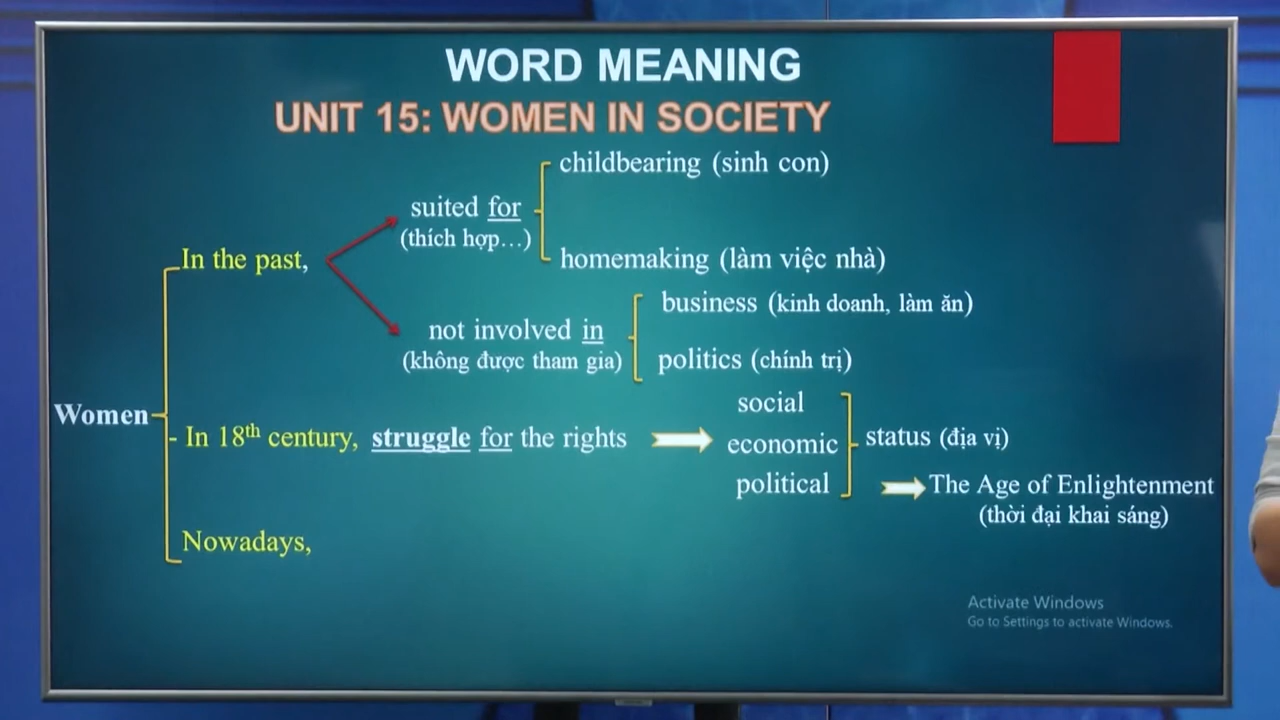 WORD MEANING
UNIT 15: WOMEN IN SOCIETY
childbearing (sinh con)
suited for
(thích hợp…)
In the past,
homemaking (làm việc nhà)
business (kinh doanh, làm ăn)
not involved in
(không được tham gia)
politics (chính trị)
Women
social
- In 18th century, struggle for the rights
economic
status (địa vị)
political
The Age of Enlightenment
(thời đại khai sáng)
Nowadays,
Activate Windows
Go to Settings to activate Windows.